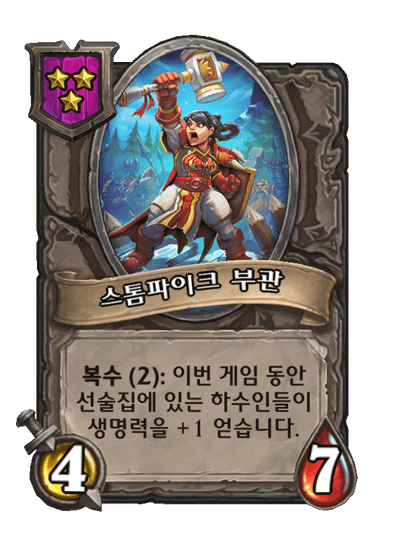 스톰파이크 부관
복수 (2): 이번 게임 동안
선술집에 있는 하수인들이
생명력을 +1 얻습니다.
4
7